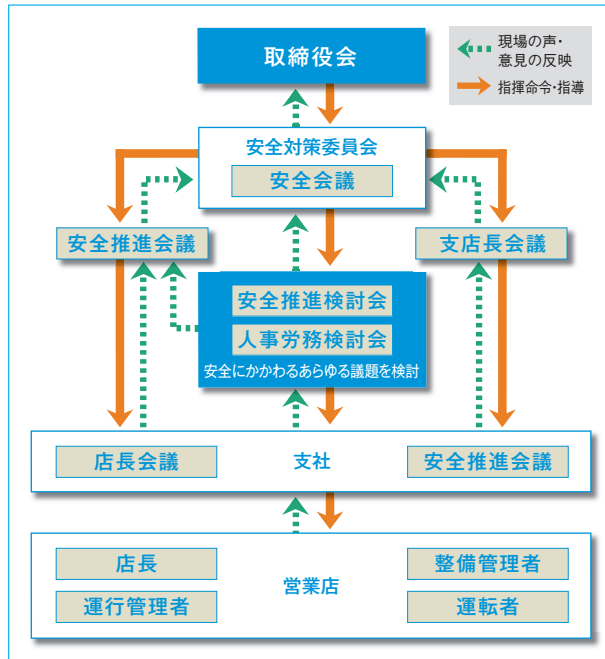 現場の声・
意見の反映
指揮命令・指導
取締役会
安全対策委員会
安全会議
安全推進会議
支店長会議
安全推進検討会
人事労務検討会
安全にかかわるあらゆる議題を検討
店長会議
支社
安全推進会議
店長
整備管理者
営業店
運行管理者
運転者